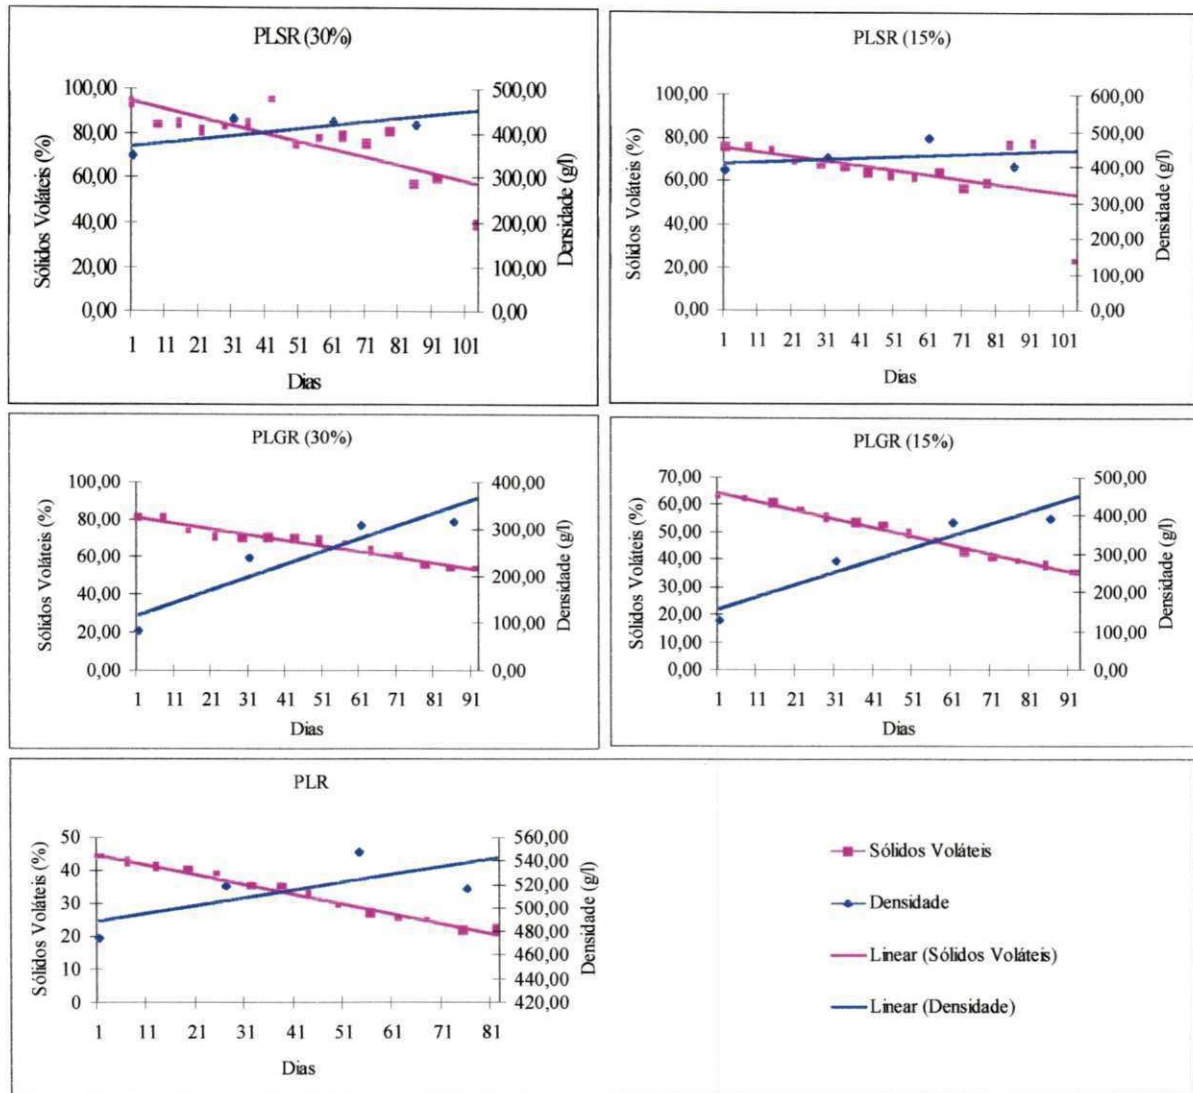 PLSR (30%)
Sólidos Voláteis (%)
100,00
80,00
60,00
40,00
20,00
0,00
500,00
400,00
300,00
200,00
100,00
0,00
Densidade (g/l)
1 11 21 31 41 51 61 71 81 91 101
Dias
PLSR (15%)
Sólidos Voláteis (%)
100,00
80,00
60,00
40,00
20,00
0,00
600,00
500,00
400,00
300,00
200,00
100,00
0,00
Densidade (g/l)
1 11 21 31 41 51 61 71 81 91 101
Dias
PLGR (30%)
Sólidos Voláteis (%)
100,00
80,00
60,00
40,00
20,00
0,00
400,00
300,00
200,00
100,00
0,00
Densidade (g/l)
1 11 21 31 41 51 61 71 81 91
Dias
PLGR (15%)
Sólidos Voláteis (%)
70,00
60,00
50,00
40,00
30,00
20,00
10,00
0,00
500,00
400,00
300,00
200,00
100,00
0,00
Densidade (g/l)
1 11 21 31 41 51 61 71 81 91
Dias
PLR
Sólidos Voláteis (%)
50
40
30
20
10
0
560,00
540,00
520,00
500,00
480,00
460,00
440,00
420,00
Densidade (g/l)
1 11 21 31 41 51 61 71 81
Dias
Sólidos Voláteis
Densidade
Linear (Sólidos Voláteis)
Linear (Densidade)